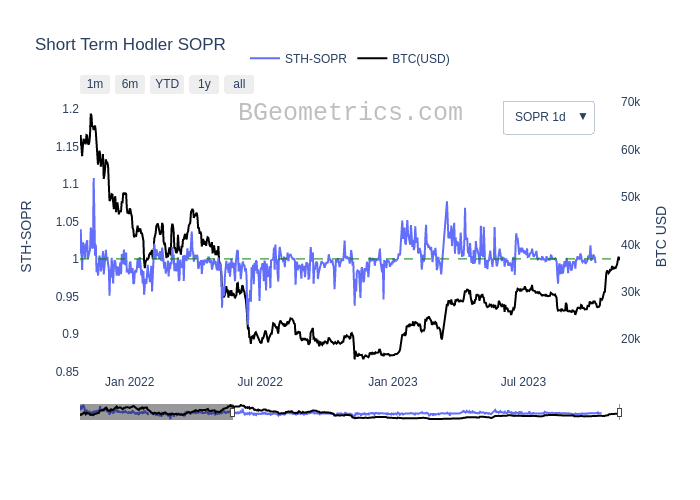 Short Term Hodler SOPR
STH-SOPR BTC(USD)
1m 6m YTD 1y all
BGeometrics.com
SOPR 1d ▼
1.2
1.15
1.1
1.05
1
0.95
0.9
0.85
STH-SOPR
70k
60k
50k
40k
30k
20k
BTC USD
Jan 2022 Jul 2022 Jan 2023 Jul 2023